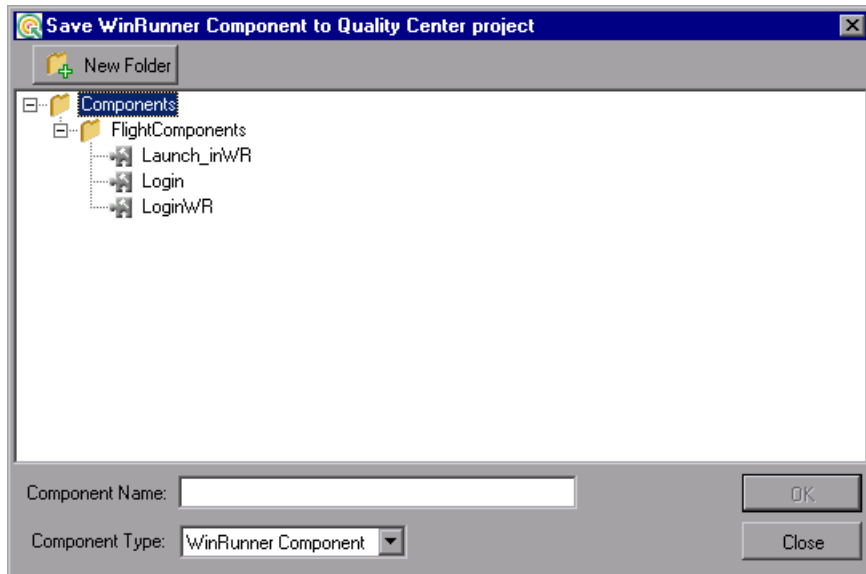 Save WinRunner Component to Quality Center project
New Folder
Components
FlightComponents
Launch_inWR
Login
LoginWR
Component Name:
OK
Component Type: WinRunner Component
Close